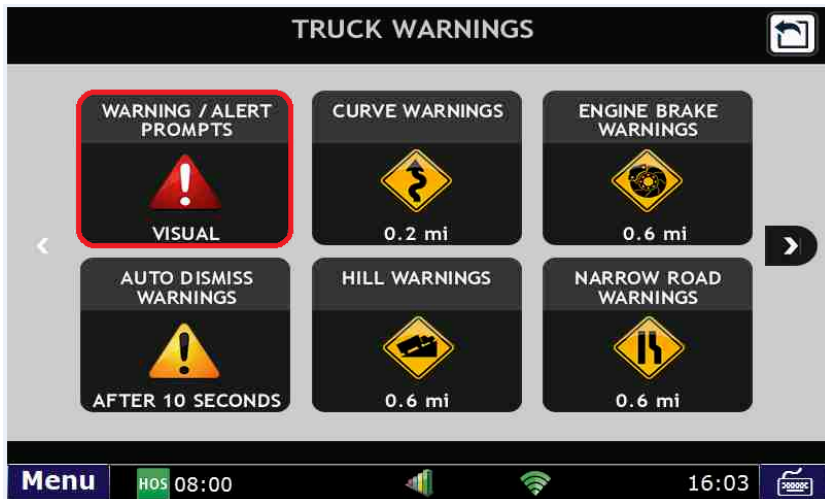 TRUCK WARNINGS
WARNING / ALERT
PROMPTS
VISUAL
CURVE WARNINGS
0.2 mi
ENGINE BRAKE
WARNINGS
0.6 mi
AUTO DISMISS
WARNINGS
AFTER 10 SECONDS
HILL WARNINGS
0.6 mi
NARROW ROAD
WARNINGS
0.6 mi
Menu HOS 08:00 16:03